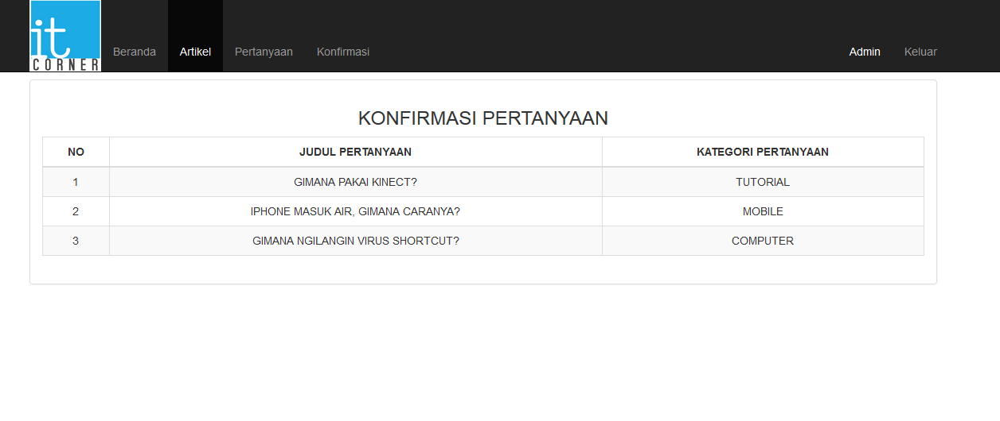 it
CORNER
Beranda Artikel Pertanyaan Konfirmasi Admin Keluar
KONFIRMASI PERTANYAAN
NO JUDUL PERTANYAAN KATEGORI PERTANYAAN
1 GIMANA PAKAI KINECT? TUTORIAL
2 IPHONE MASUK AIR, GIMANA CARANYA? MOBILE
3 GIMANA NGILANGIN VIRUS SHORTCUT? COMPUTER